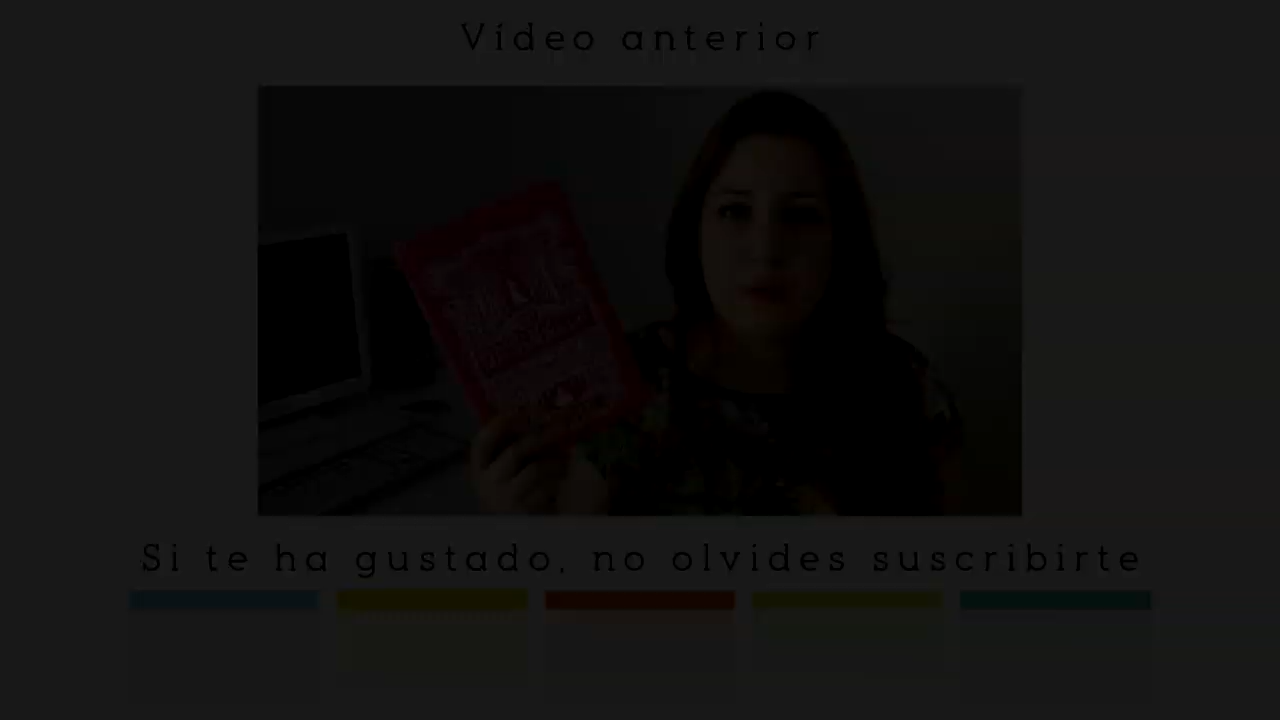 Vídeo anterior
Si te ha gustado, no olvides suscribirte